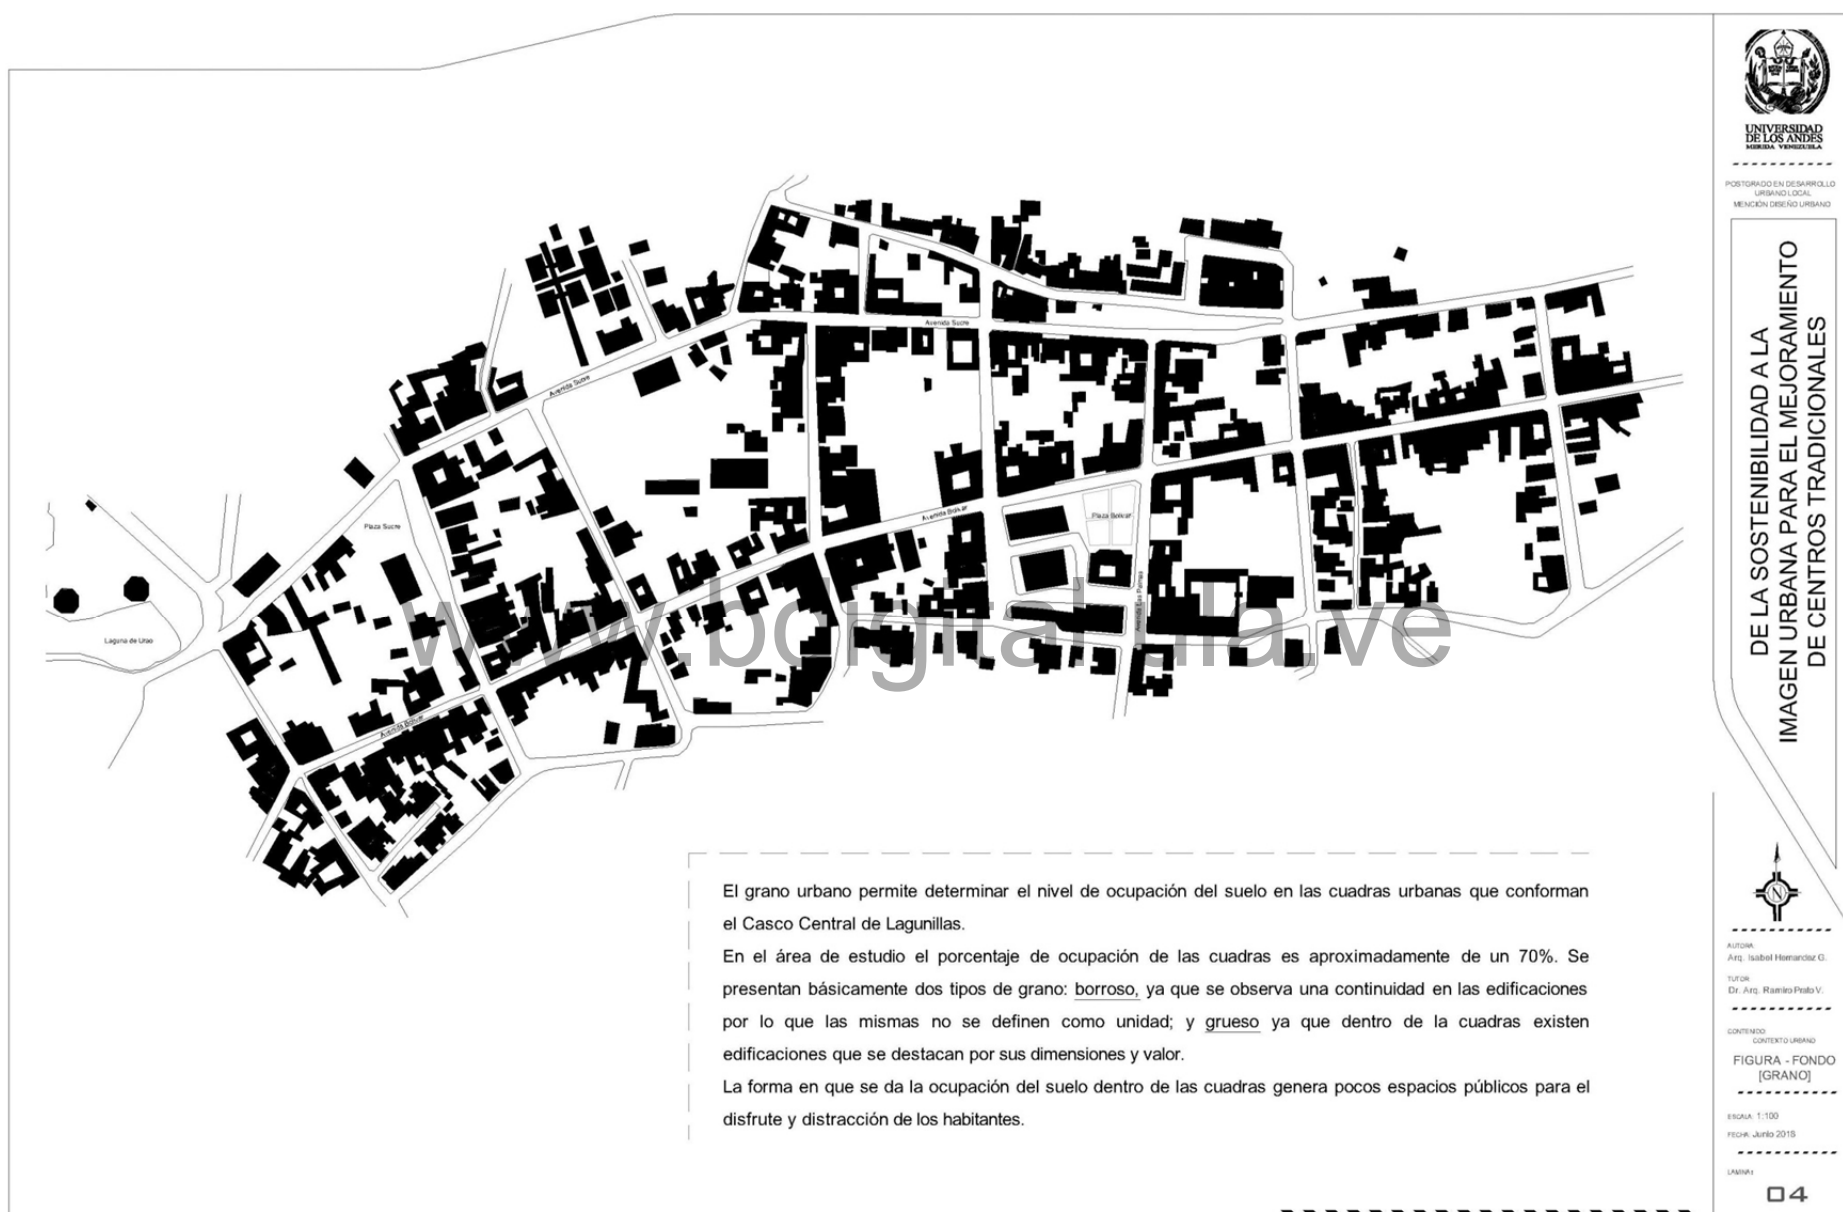 UNIVERSIDAD
DE LOS ANDES
MERIDA VENEZUELA
POSTGRADO EN DESARROLLO
URBANO LOCAL
MENCIÓN DISEÑO URBANO
DE LA SOSTENIBILIDAD A LA
IMAGEN URBANA PARA EL MEJORAMIENTO
DE CENTROS TRADICIONALES
Avenida Sucre
Avenida Sucre
Plaza Sucre
Avenida Bolívar
Plaza Bolívar
Avenida Las Palmas
Laguna de Urao
Avenida Bolívar
www.bdigital.ula.ve
El grano urbano permite determinar el nivel de ocupación del suelo en las cuadras urbanas que conforman
el Casco Central de Lagunillas.
En el área de estudio el porcentaje de ocupación de las cuadras es aproximadamente de un 70%. Se
presentan básicamente dos tipos de grano: borroso, ya que se observa una continuidad en las edificaciones
por lo que las mismas no se definen como unidad; y grueso ya que dentro de la cuadras existen
edificaciones que se destacan por sus dimensiones y valor.
La forma en que se da la ocupación del suelo dentro de las cuadras genera pocos espacios públicos para el
disfrute y distracción de los habitantes.
N
AUTORA:
Arq. Isabel Hernandez G.
TUTOR:
Dr. Arq. Ramiro Prato V.
CONTENIDO:
CONTEXTO URBANO
FIGURA - FONDO
[GRANO]
ESCALA: 1:100
FECHA: Junio 2015
LAMINA:
04